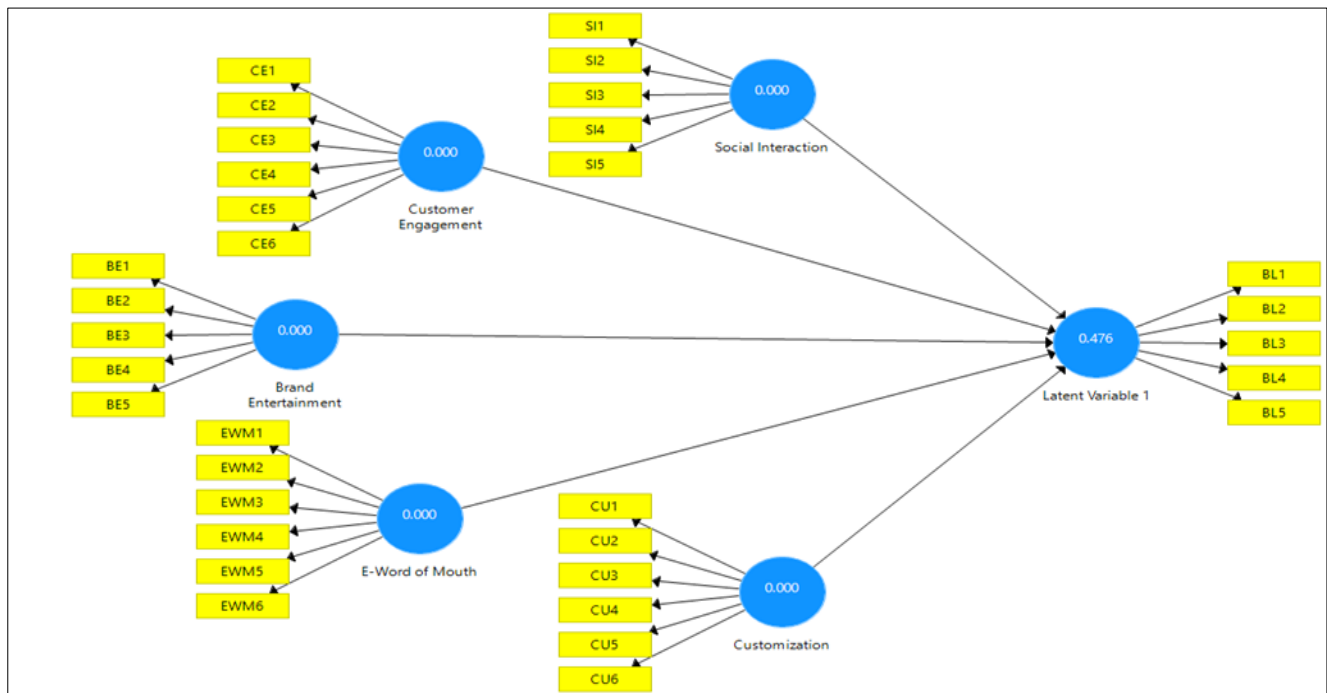 SI1
SI2
SI3
SI4
SI5
0.000
Social Interaction
CE1
CE2
CE3
CE4
CE5
CE6
0.000
Customer
Engagement
BE1
BE2
BE3
BE4
BE5
0.000
Brand
Entertainment
EWM1
EWM2
EWM3
EWM4
EWM5
EWM6
0.000
E-Word of Mouth
CU1
CU2
CU3
CU4
CU5
CU6
0.000
Customization
0.476
Latent Variable 1
BL1
BL2
BL3
BL4
BL5